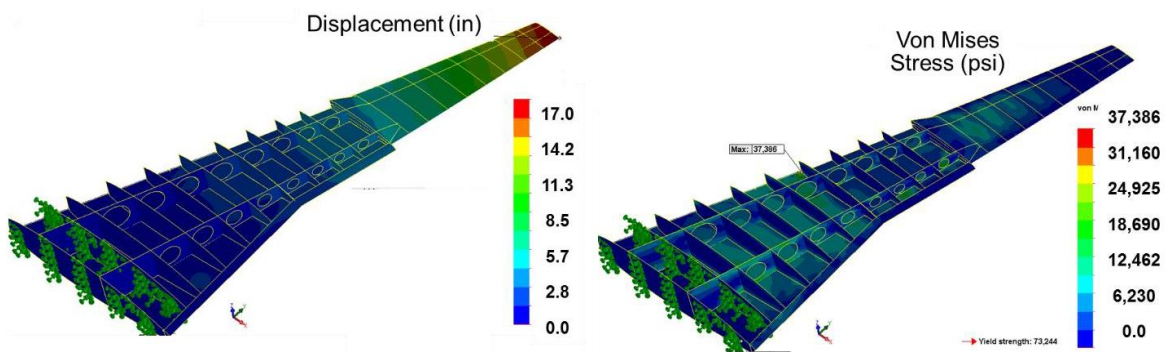 Displacement (in)
17.0
14.2
11.3
8.5
5.7
2.8
0.0
Von Mises
Stress (psi)
von M
37,386
31,160
24,925
18,690
12,462
6,230
0.0
Max: 37,386
Yield strength: 73,244